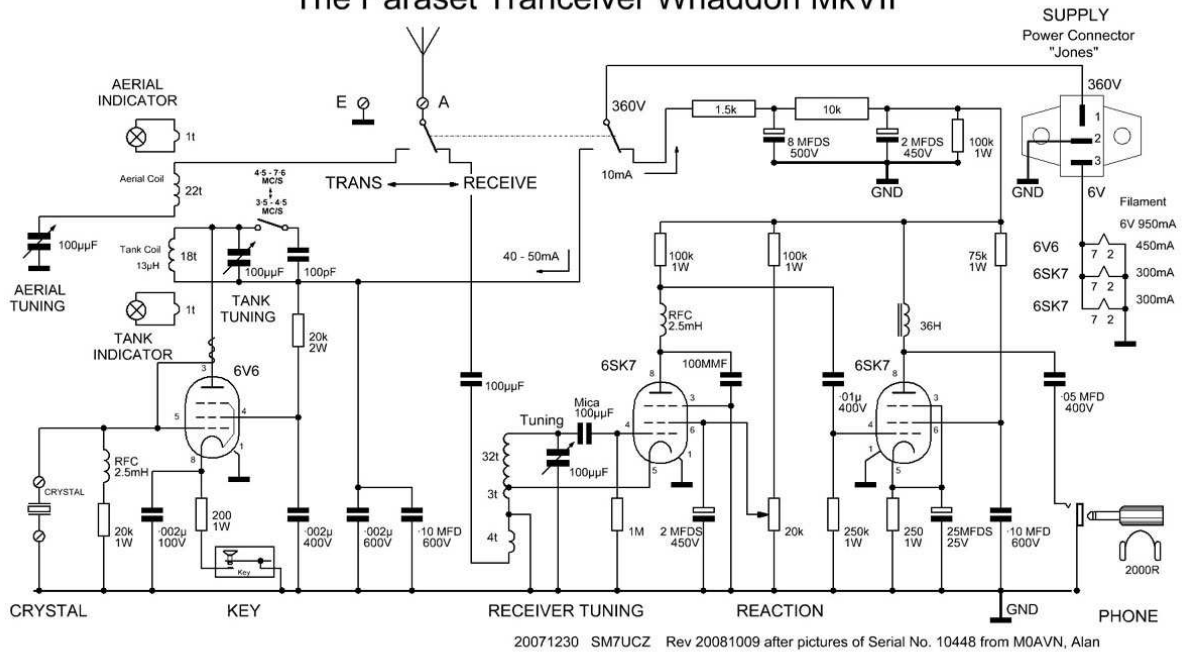 The Paraset Tranceiver Whaddon MkVII
SUPPLY
Power Connector
"Jones"
360V
1
2
3
GND
6V
Filament
6V 950mA
6V6
7 2
450mA
6SK7
7 2
300mA
6SK7
7 2
300mA
AERIAL
INDICATOR
1t
E
A
360V
1.5k
10k
8 MFDS
500V
2 MFDS
450V
100k
1W
GND
10mA
Aerial Coil
22t
4·5 - 7·6
MC/S
3·5 - 4·5
MC/S
TRANS
RECEIVE
100µµF
AERIAL
TUNING
Tank Coil
13µH
18t
100µµF
100pF
TANK
TUNING
1t
TANK
INDICATOR
40 - 50mA
20k
2W
100k
1W
100k
1W
75k
1W
RFC
2.5mH
36H
6V6
3
5
4
8
1
6SK7
8
100MMF
3
4
6
5
1
6SK7
8
3
4
6
1
5
100µµF
Mica
100µµF
Tuning
100µµF
32t
3t
4t
·01µ
400V
·05 MFD
400V
CRYSTAL
RFC
2.5mH
20k
1W
·002µ
100V
200
1W
Key
·002µ
400V
·002µ
600V
·10 MFD
600V
1M
2 MFDS
450V
20k
250k
1W
250
1W
25MFDS
25V
·10 MFD
600V
2000R
CRYSTAL
KEY
RECEIVER TUNING
REACTION
GND
PHONE
20071230 SM7UCZ Rev 20081009 after pictures of Serial No. 10448 from M0AVN, Alan